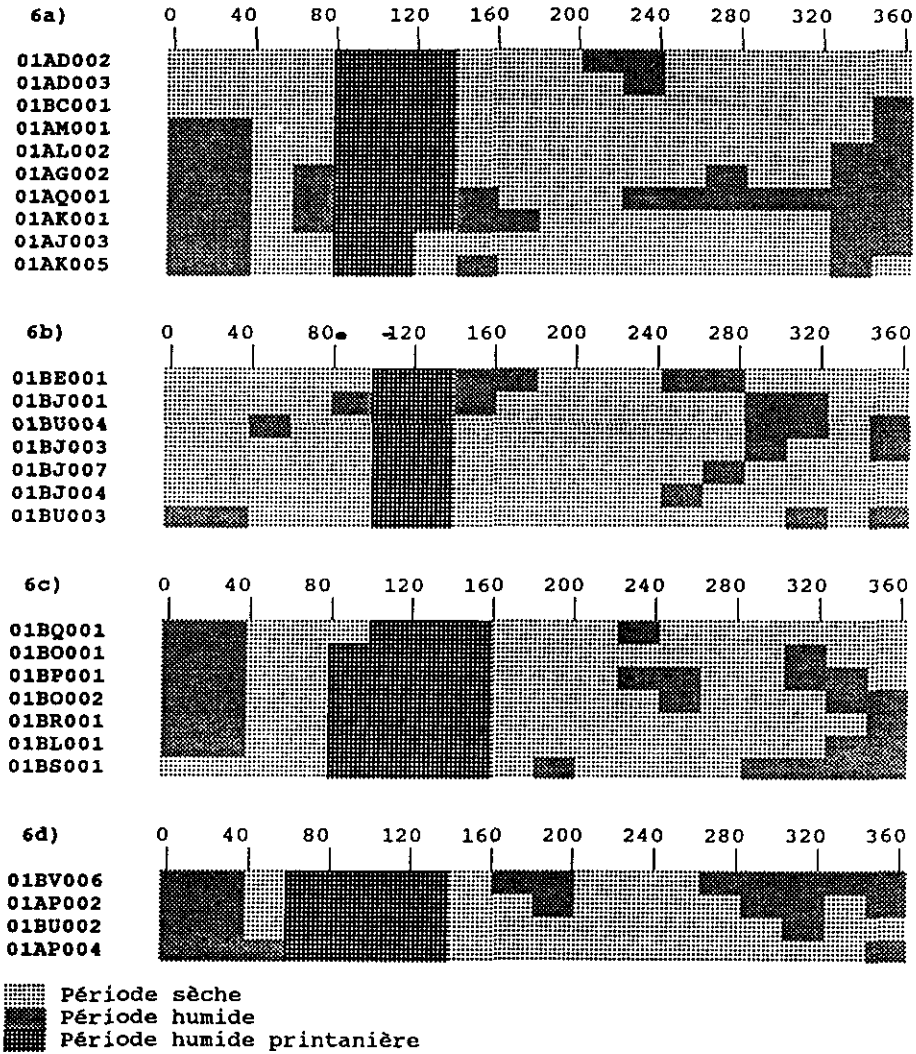 6a) 0 40 80 120 160 200 240 280 320 360
01AD002
01AD003
01BC001
01AM001
01AL002
01AG002
01AQ001
01AK001
01AJ003
01AK005
6b) 0 40 80 120 160 200 240 280 320 360
01BE001
01BJ001
01BU004
01BJ003
01BJ007
01BJ004
01BU003
6c) 0 40 80 120 160 200 240 280 320 360
01BQ001
01BO001
01BP001
01BO002
01BR001
01BL001
01BS001
6d) 0 40 80 120 160 200 240 280 320 360
01BV006
01AP002
01BU002
01AP004
Période sèche
Période humide
Période humide printanière